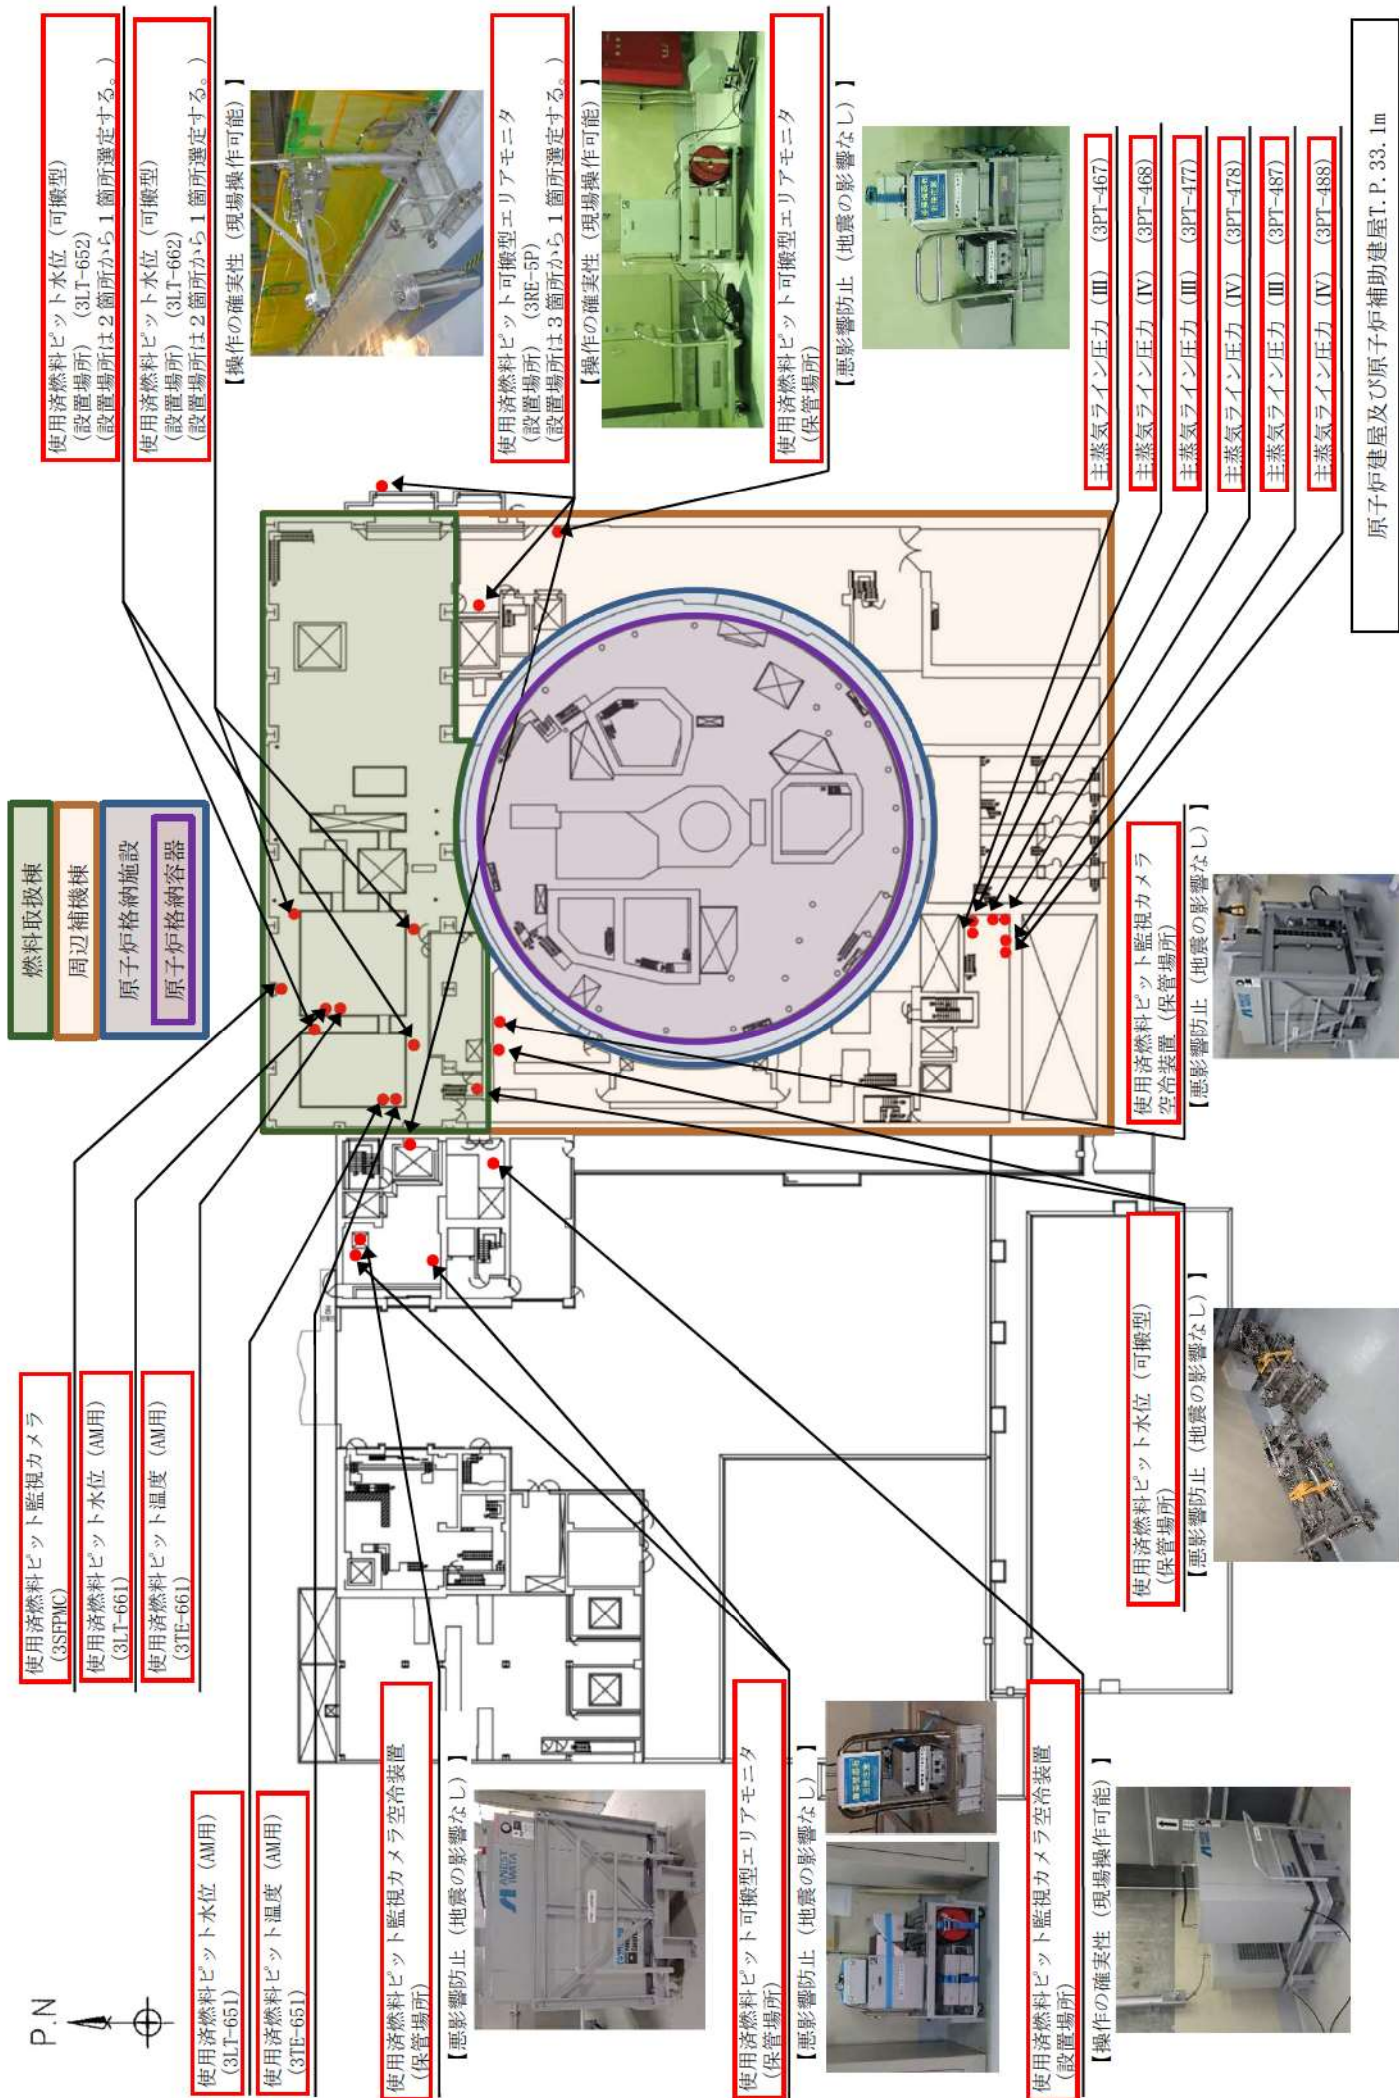 P.N
使用済燃料ピット監視カメラ
(3SFPMC)
使用済燃料ピット水位 (AM用)
(3LT-661)
使用済燃料ピット温度 (AM用)
(3TE-661)
使用済燃料ピット水位 (AM用)
(3LT-651)
使用済燃料ピット温度 (AM用)
(3TE-651)
使用済燃料ピット監視カメラ空冷装置
(保管場所)
【悪影響防止 (地震の影響なし) 】
ANEST
IWATA
使用済燃料ピット可搬型エリアモニタ
(保管場所)
【悪影響防止 (地震の影響なし) 】
使用済燃料ピット監視カメラ空冷装置
(設置場所)
【操作の確実性 (現場操作可能) 】
燃料取扱棟
周辺補機棟
原子炉格納施設
原子炉格納容器
使用済燃料ピット水位 (可搬型)
(設置場所) (3LT-652)
(設置場所は２箇所から１箇所選定する。)
使用済燃料ピット水位 (可搬型)
(設置場所) (3LT-662)
(設置場所は２箇所から１箇所選定する。)
【操作の確実性 (現場操作可能) 】
使用済燃料ピット可搬型エリアモニタ
(設置場所) (3RE-5P)
(設置場所は３箇所から１箇所選定する。)
【操作の確実性 (現場操作可能) 】
使用済燃料ピット可搬型エリアモニタ
(保管場所)
【悪影響防止 (地震の影響なし) 】
主蒸気ライン圧力 (Ⅲ) (3PT-467)
主蒸気ライン圧力 (Ⅳ) (3PT-468)
主蒸気ライン圧力 (Ⅲ) (3PT-477)
主蒸気ライン圧力 (Ⅳ) (3PT-478)
主蒸気ライン圧力 (Ⅲ) (3PT-487)
主蒸気ライン圧力 (Ⅳ) (3PT-488)
使用済燃料ピット監視カメラ
空冷装置 (保管場所)
【悪影響防止 (地震の影響なし) 】
使用済燃料ピット水位 (可搬型)
(保管場所)
【悪影響防止 (地震の影響なし) 】
原子炉建屋及び原子炉補助建屋T.P. 33.1m